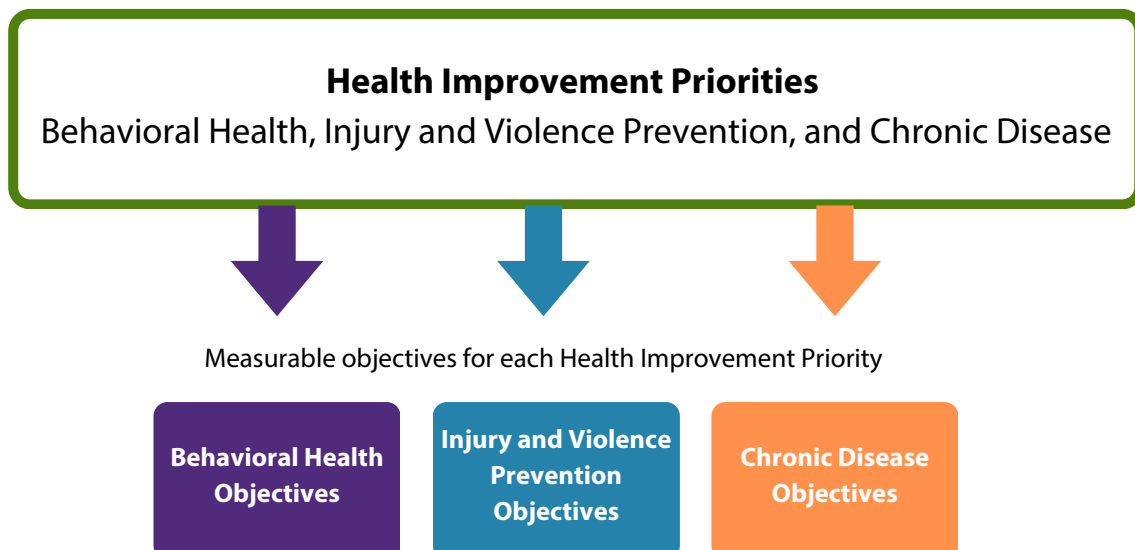 Health Improvement Priorities
Behavioral Health, Injury and Violence Prevention, and Chronic Disease
Measurable objectives for each Health Improvement Priority
Behavioral Health
Objectives
Injury and Violence
Prevention
Objectives
Chronic Disease
Objectives